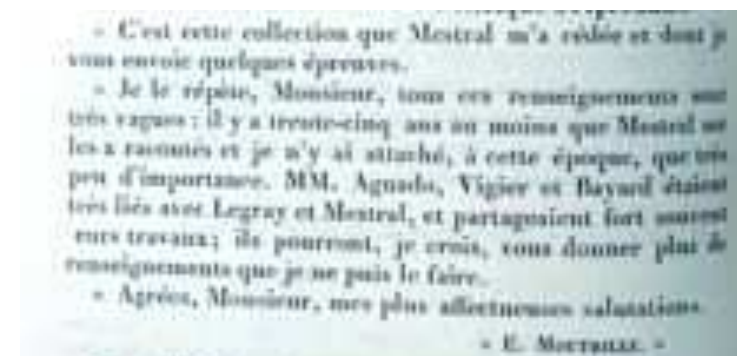 « C'est cette collection que Mestral m'a cédée et dont je
vous envoie quelques épreuves.
« Je le répète, Monsieur, tous ces renseignements sont
très vagues ; il y a trente-cinq ans au moins que Mestral me
les a racontés et je n'y ai attaché, à cette époque, que très
peu d'importance. MM. Aguado, Vigier et Bayard étaient
très liés avec Legray et Mestral, et partageaient fort souvent
eurs travaux ; ils pourront, je crois, vous donner plus de
renseignements que je ne puis le faire.
« Agréez, Monsieur, mes plus affectueuses salutations.
« E.